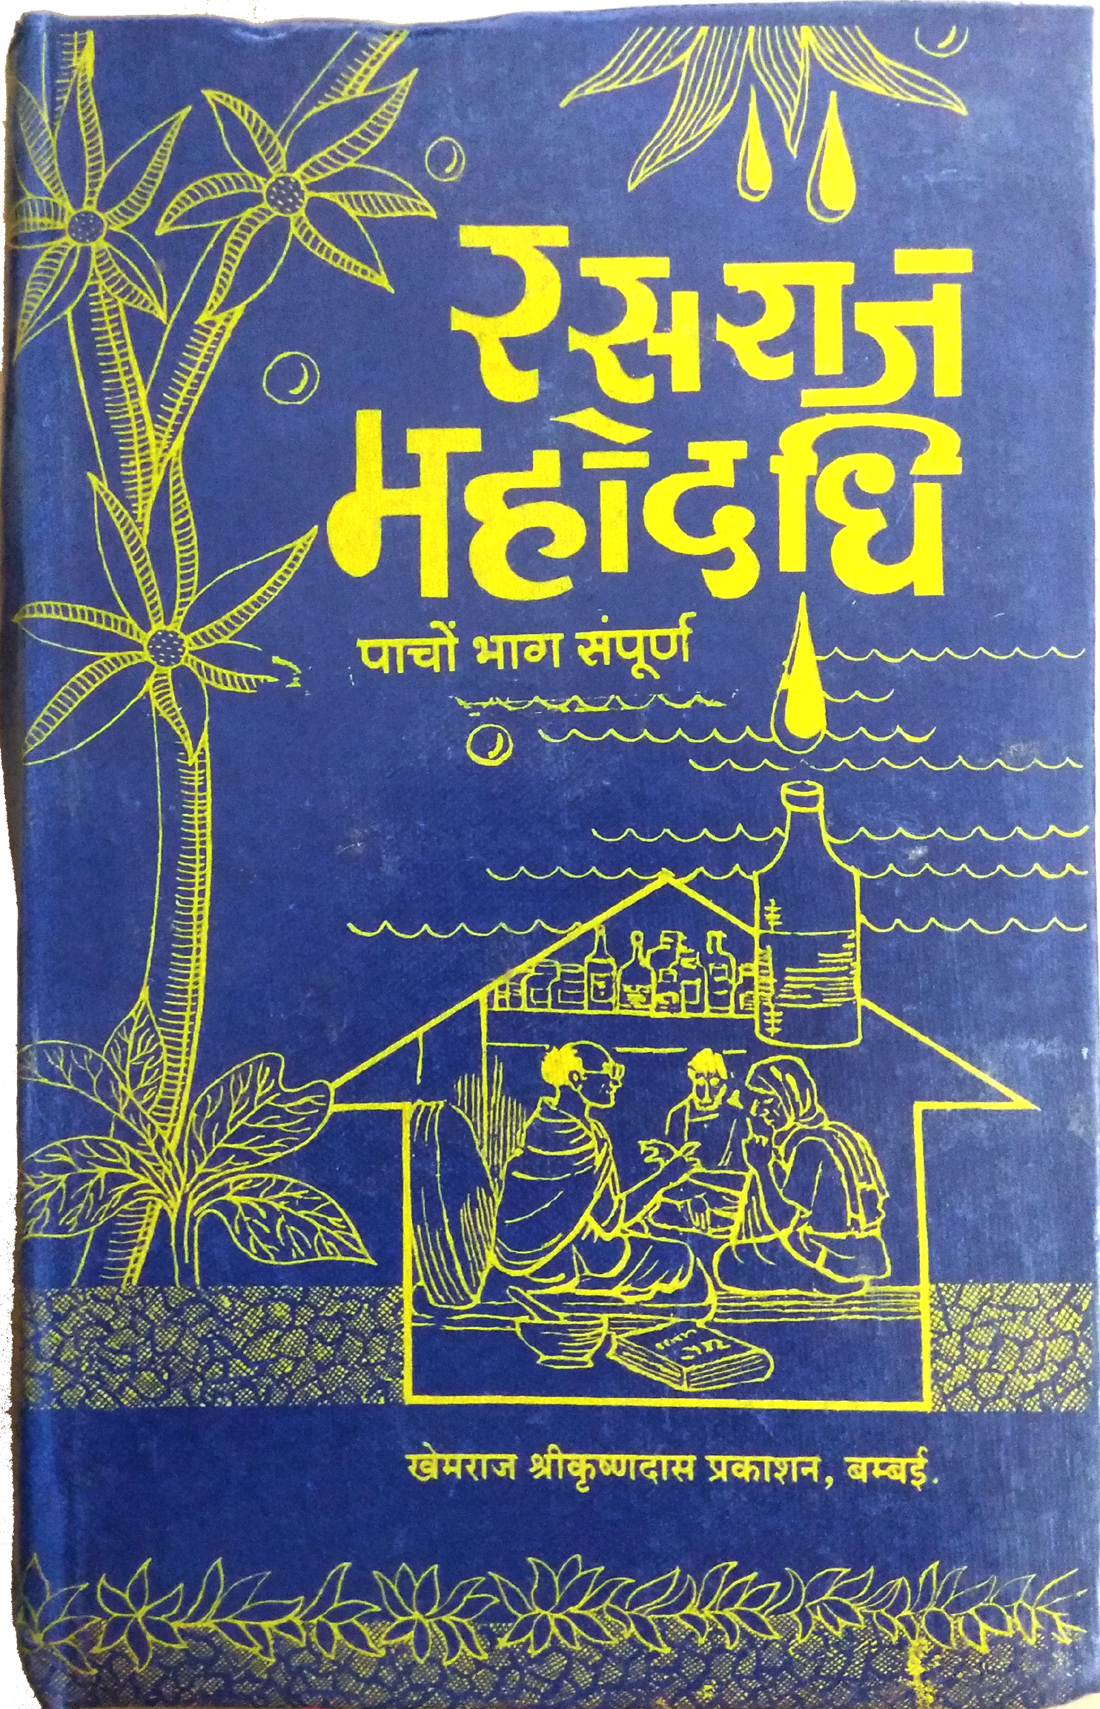 रसराज
महोदधि
पाचों भाग संपूर्ण
खेमराज श्रीकृष्णदास प्रकाशन, बम्बई.